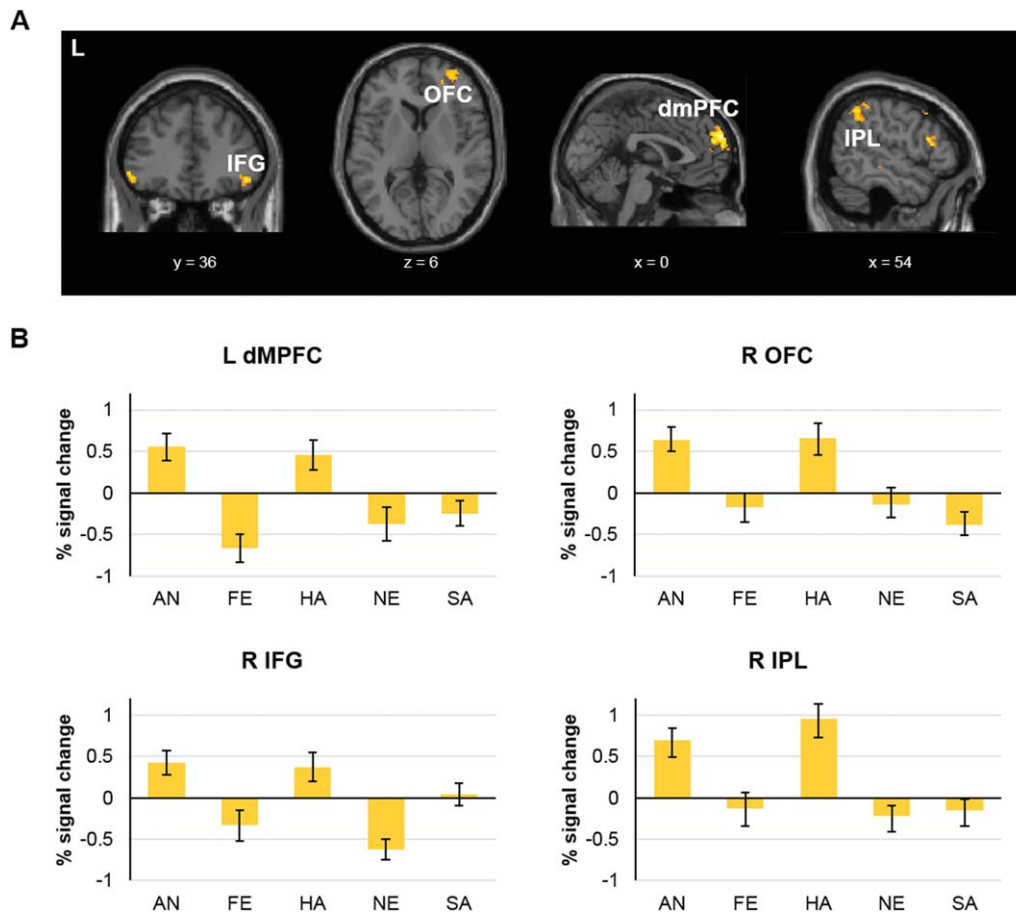 A
L
IFG
OFC
dmPFC
IPL
y = 36
z = 6
x = 0
x = 54
B
L dMPFC
% signal change
1
0.5
0
-0.5
-1
AN FE HA NE SA
R OFC
% signal change
1
0.5
0
-0.5
-1
AN FE HA NE SA
R IFG
% signal change
1
0.5
0
-0.5
-1
AN FE HA NE SA
R IPL
% signal change
1
0.5
0
-0.5
-1
AN FE HA NE SA